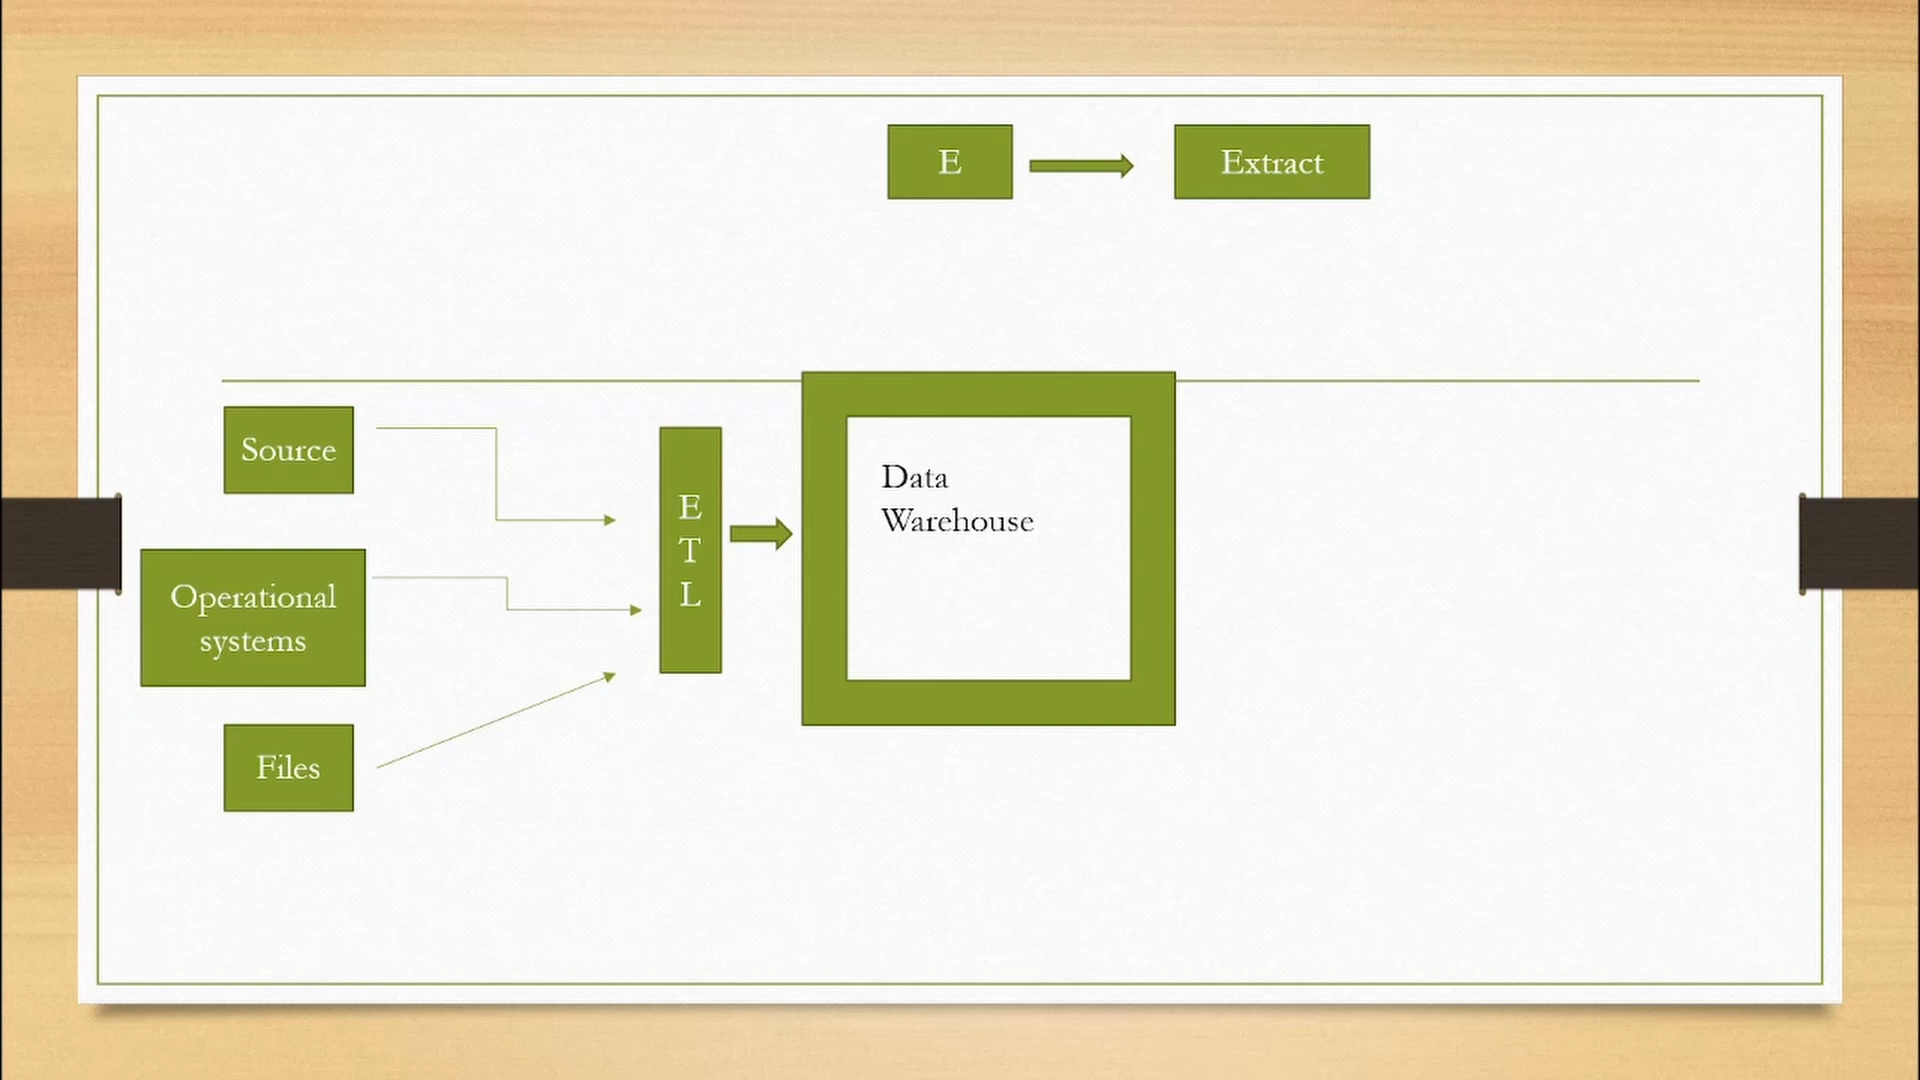 E
Extract
Source
Operational
systems
Files
E
T
L
Data
Warehouse